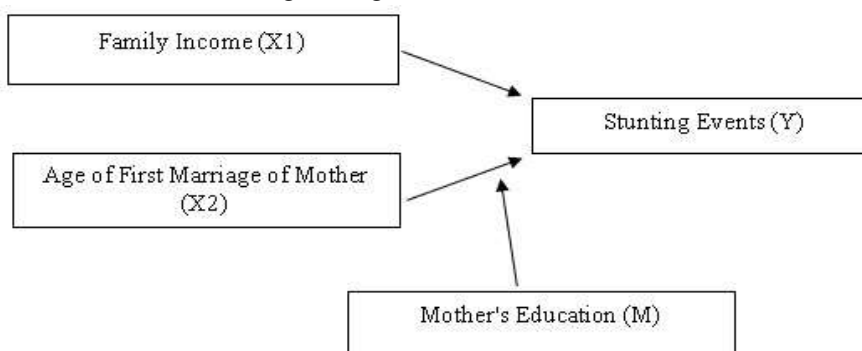 Family Income (X1)
Stunting Events (Y)
Age of First Marriage of Mother
(X2)
Mother's Education (M)